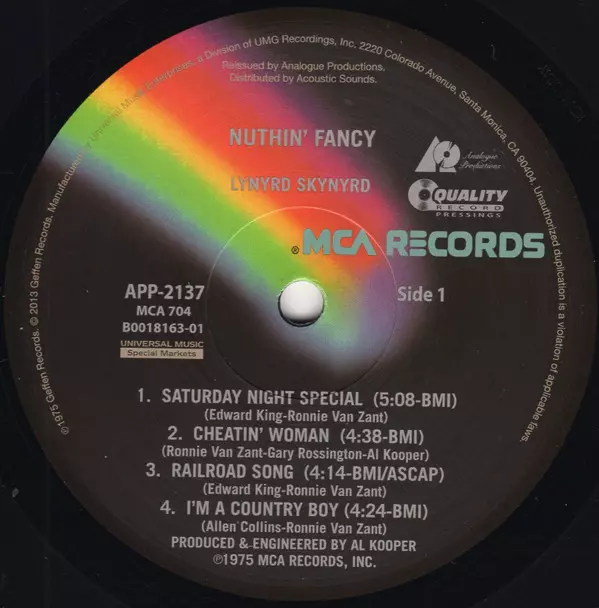 ℗1975 Geffen Records. © 2013 Geffen Records. Manufactured by Universal Music Enterprises, a Division of UMG Recordings, Inc. 2220 Colorado Avenue, Santa Monica, CA 90404. Unauthorized duplication is a violation of applicable laws.
Reissued by Analogue Productions.
Distributed by Acoustic Sounds.
NUTHIN' FANCY
LYNYRD SKYNYRD
Analogue
Productions
QUALITY
RECORD
PRESSINGS
® MCA RECORDS
APP-2137
MCA 704
B0018163-01
UNIVERSAL MUSIC
Special Markets
Side 1
1. SATURDAY NIGHT SPECIAL (5:08-BMI)
(Edward King-Ronnie Van Zant)
2. CHEATIN' WOMAN (4:38-BMI)
(Ronnie Van Zant-Gary Rossington-Al Kooper)
3. RAILROAD SONG (4:14-BMI/ASCAP)
(Edward King-Ronnie Van Zant)
4. I'M A COUNTRY BOY (4:24-BMI)
(Allen Collins-Ronnie Van Zant)
PRODUCED & ENGINEERED BY AL KOOPER
℗1975 MCA RECORDS, INC.